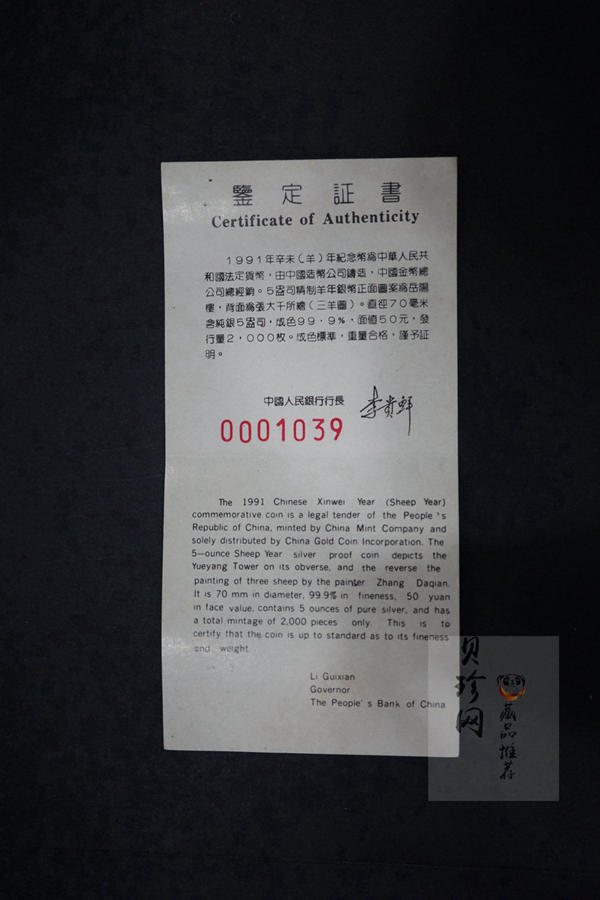 鑒定証書
Certificate of Authenticity
1991年辛未(羊)年紀念幣爲中華人民共
和國法定貨幣，由中國造幣公司鑄造，中國金幣總
公司總經銷。5盎司精制羊年銀幣正面圖案爲岳陽
樓，背面爲張大千所繪(三羊圖)。直徑70毫米
含純銀5盎司，成色99.9%，面值50元，發
行量2,000枚。成色標準，重量合格，謹予証
明。
中國人民銀行行長 李貴鮮
0001039
The 1991 Chinese Xinwei Year (Sheep Year)
commemorative coin is a legal tender of the People's
Republic of China, minted by China Mint Company and
solely distributed by China Gold Coin Incorporation. The
5-ounce Sheep Year silver proof coin depicts the
Yueyang Tower on its obverse, and the reverse the
painting of three sheep by the painter Zhang Daqian.
It is 70 mm in diameter, 99.9% in fineness, 50 yuan
in face value, contains 5 ounces of pure silver, and has
a total mintage of 2,000 pieces only. This is to
certify that the coin is up to standard as to its fineness
and weight.
Li Guixian
Governor
The People's Bank of China
贝珍网
藏品推荐